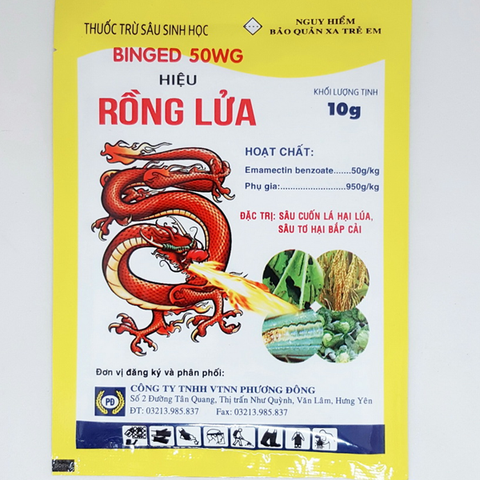 THUỐC TRỪ SÂU SINH HỌC
NGUY HIỂM
BẢO QUẢN XA TRẺ EM
BINGED 50WG
HIỆU
RỒNG LỬA
KHỐI LƯỢNG TỊNH
10g
HOẠT CHẤT:
Emamectin benzoate.......50g/kg
Phụ gia:..............................950g/kg
ĐẶC TRỊ: SÂU CUỐN LÁ HẠI LÚA,
SÂU TƠ HẠI BẮP CẢI
Đơn vị đăng ký và phân phối:
PĐ
CÔNG TY TNHH VTNN PHƯƠNG ĐÔNG
Số 2 Đường Tân Quang, Thị trấn Như Quỳnh, Văn Lâm, Hưng Yên
ĐT: 03213.985.837 Fax: 03213.985.837